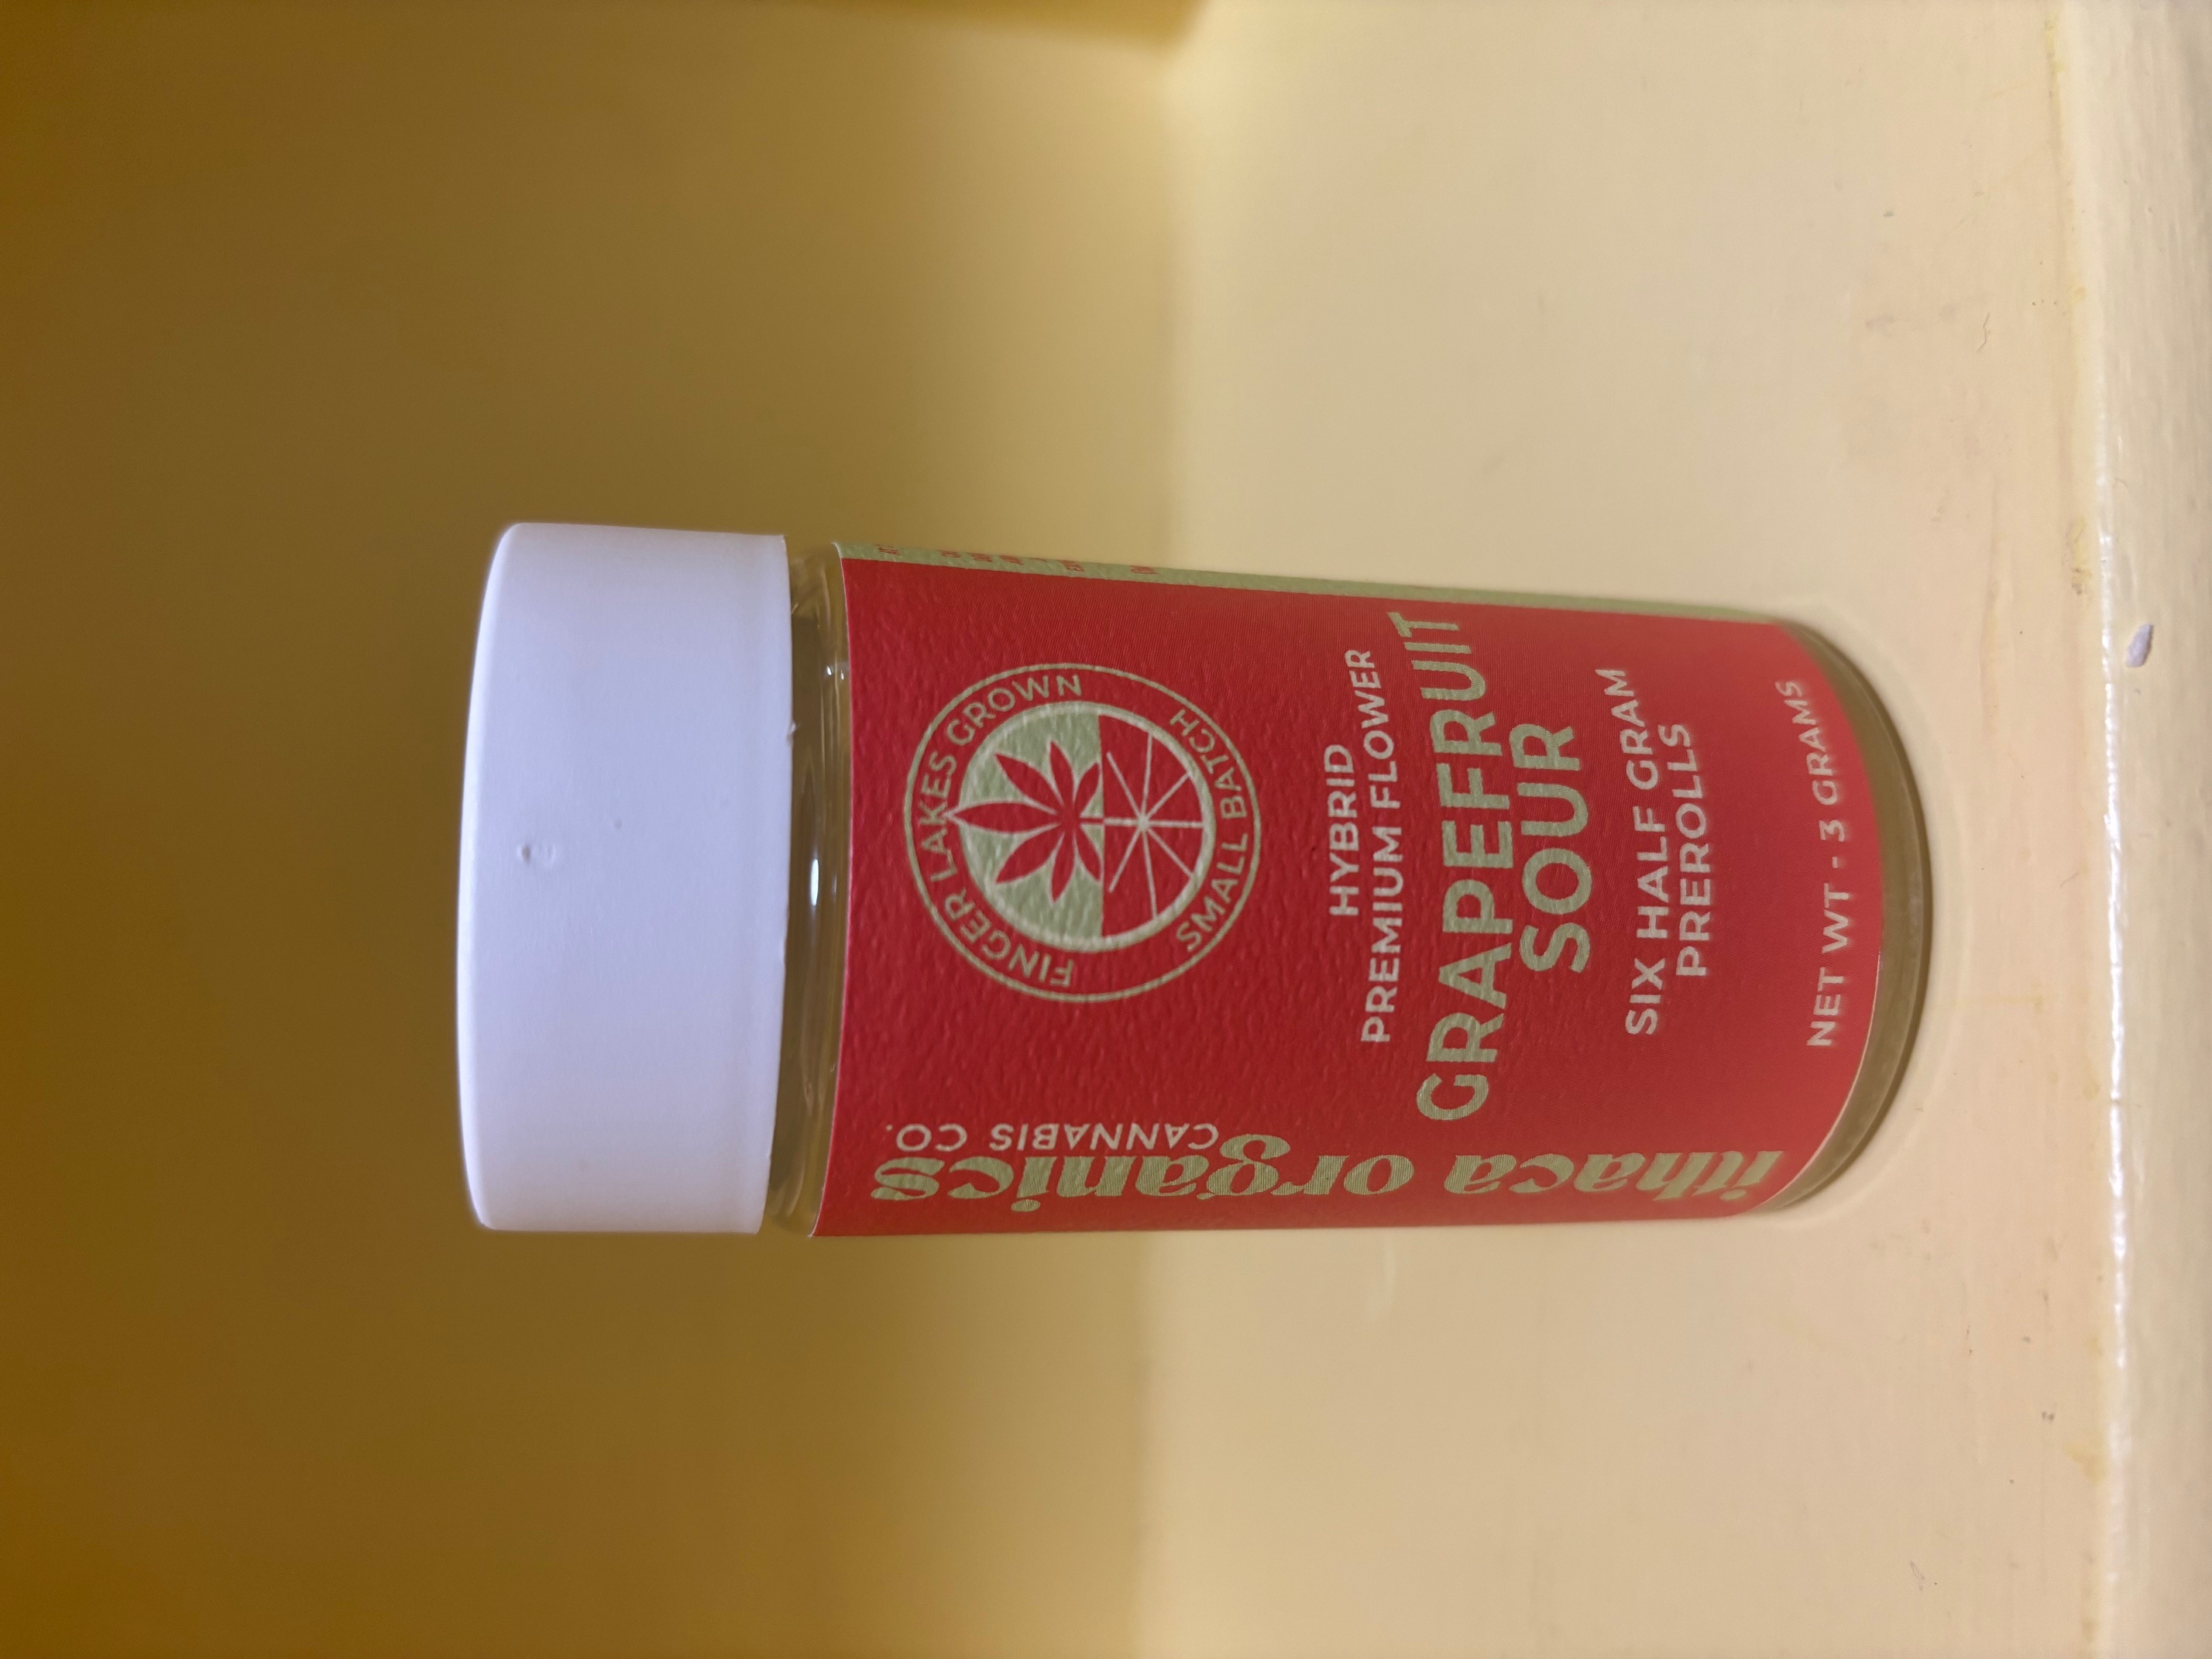 FINGER LAKES GROWN
SMALL BATCH
HYBRID
PREMIUM FLOWER
GRAPEFRUIT
SOUR
SIX HALF GRAM
PREROLLS
NET WT - 3 GRAMS
ithaca organics
CANNABIS CO.